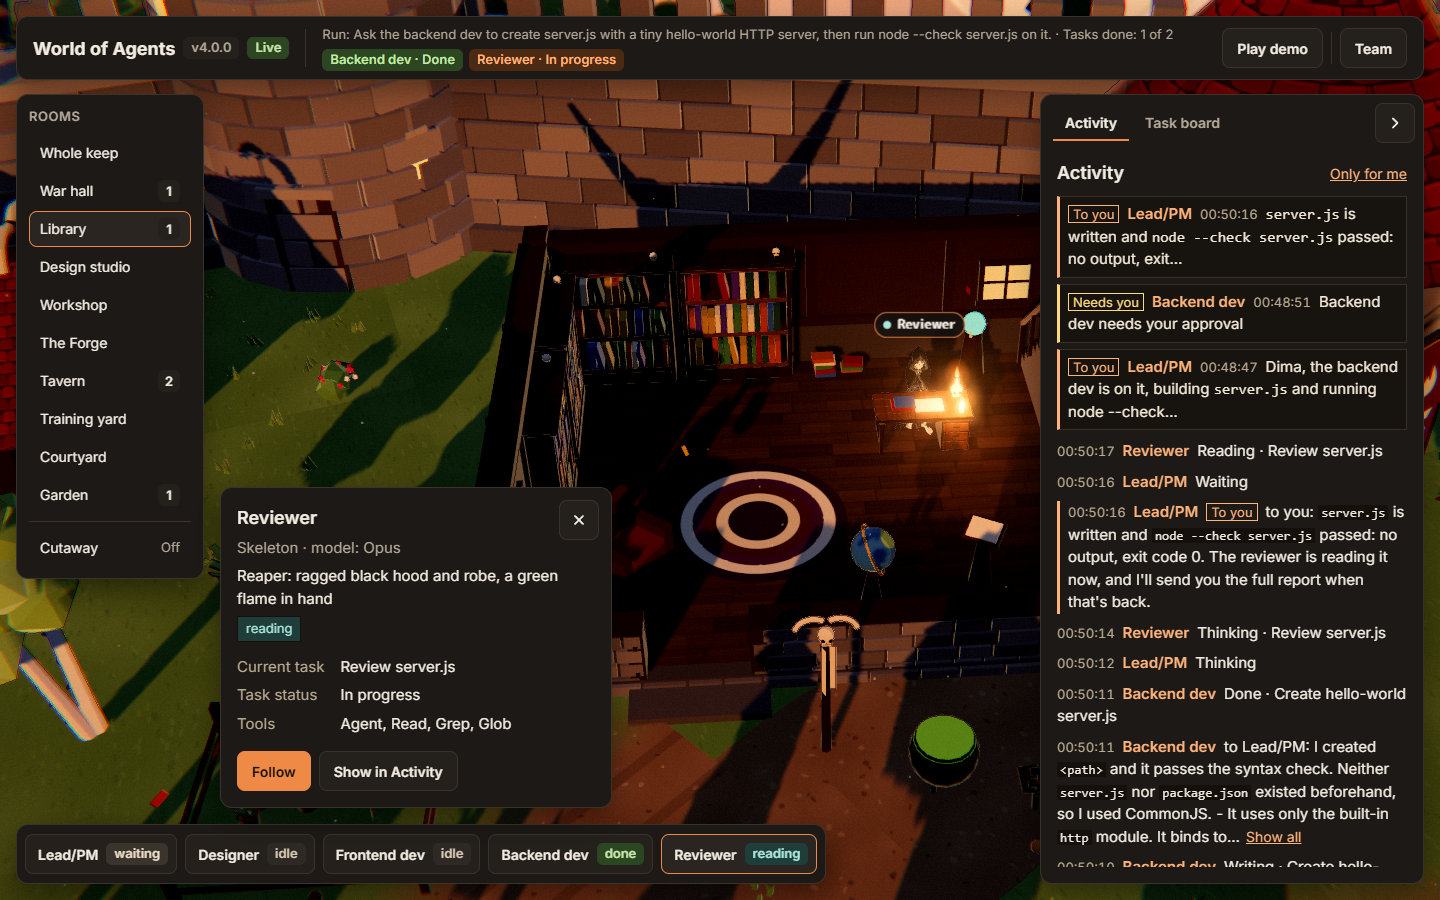 World of Agents v4.0.0 Live
Run: Ask the backend dev to create server.js with a tiny hello-world HTTP server, then run node --check server.js on it. · Tasks done: 1 of 2
Backend dev · Done Reviewer · In progress
Play demo Team
ROOMS
Whole keep
War hall 1
Library 1
Design studio
Workshop
The Forge
Tavern 2
Training yard
Courtyard
Garden 1
Cutaway Off
Reviewer
Reviewer
Skeleton · model: Opus
Reaper: ragged black hood and robe, a green
flame in hand
reading
Current task Review server.js
Task status In progress
Tools Agent, Read, Grep, Glob
Follow Show in Activity
Lead/PM waiting Designer idle Frontend dev idle Backend dev done Reviewer reading
Activity Task board
Activity Only for me
To you Lead/PM 00:50:16 server.js is
written and node --check server.js passed:
no output, exit...
Needs you Backend dev 00:48:51 Backend
dev needs your approval
To you Lead/PM 00:48:47 Dima, the backend
dev is on it, building server.js and running
node --check...
00:50:17 Reviewer Reading · Review server.js
00:50:16 Lead/PM Waiting
00:50:16 Lead/PM To you to you: server.js is
written and node --check server.js passed: no
output, exit code 0. The reviewer is reading it
now, and I'll send you the full report when
that's back.
00:50:14 Reviewer Thinking · Review server.js
00:50:12 Lead/PM Thinking
00:50:11 Backend dev Done · Create hello-world
server.js
00:50:11 Backend dev to Lead/PM: I created
<path> and it passes the syntax check. Neither
server.js nor package.json existed beforehand,
so I used CommonJS. - It uses only the built-in
http module. It binds to... Show all
00:50:10 Backend dev Writing · Create hello-